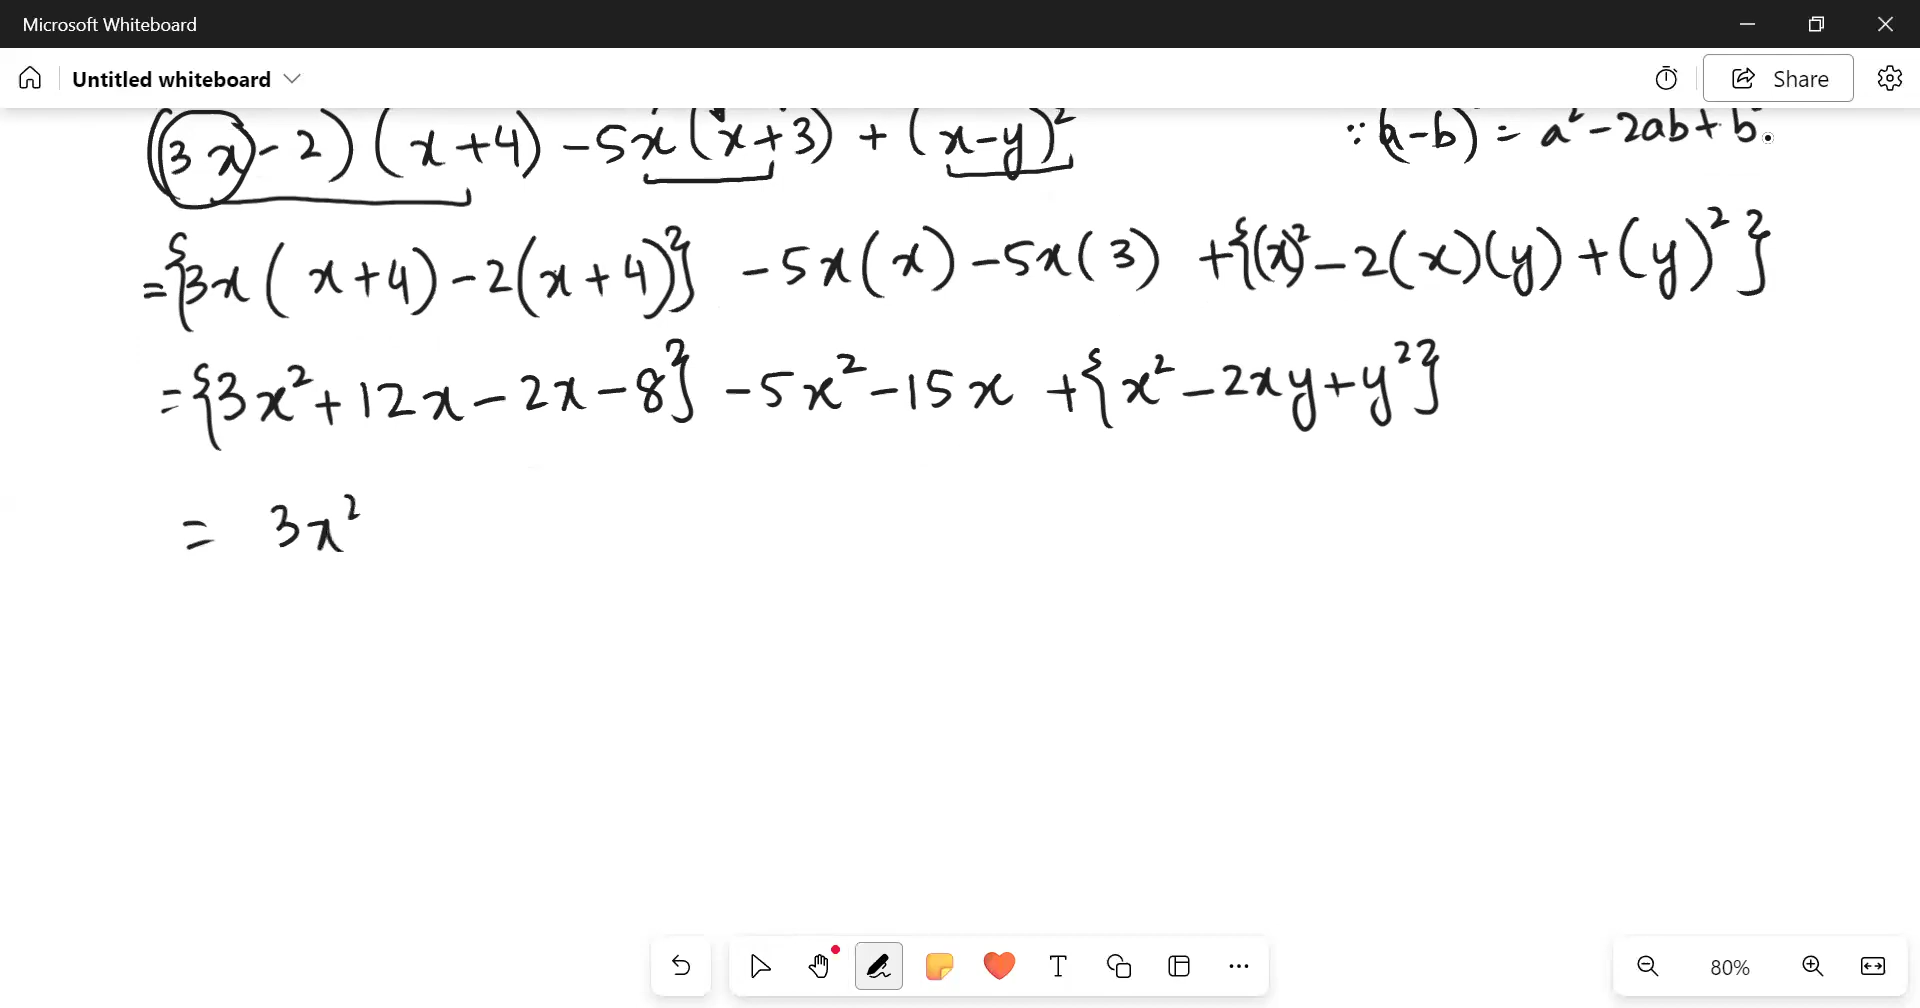 Microsoft Whiteboard
Untitled whiteboard
Share
(3x-2)(x+4) -5x(x+3) + (x-y)²
∵ (a-b) = a²-2ab+b²
={3x(x+4)-2(x+4)} -5x(x)-5x(3) +{(x)²-2(x)(y)+(y)²}
={3x²+12x-2x-8} -5x²-15x +{x²-2xy+y²}
= 3x²
T
80%